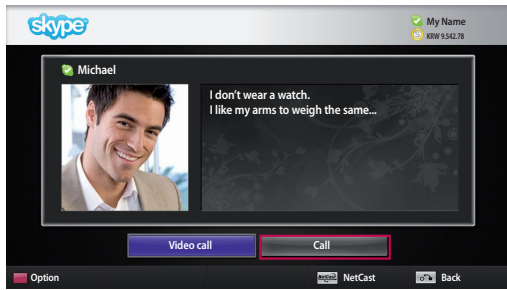 skype
My Name
KRW 9.542.78
Michael
I don't wear a watch.
I like my arms to weigh the same...
Video call
Call
Option
NetCast NetCast
Back